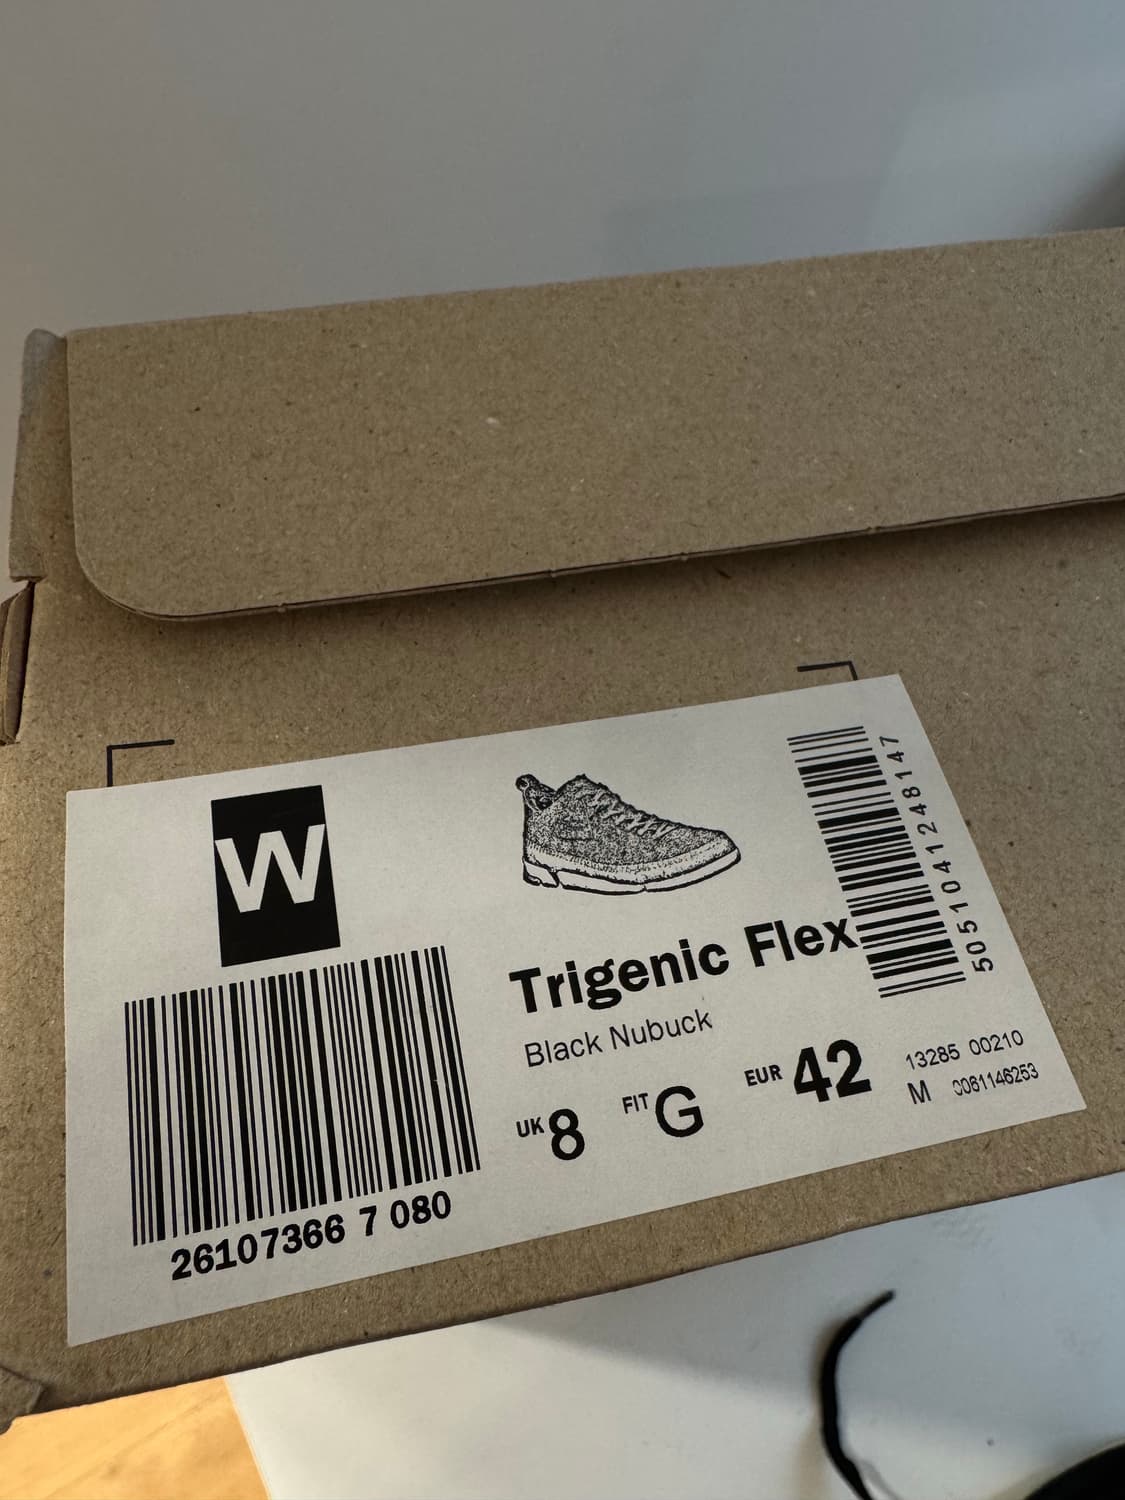 W
26107366 7 080
Trigenic Flex
Black Nubuck
UK 8 FIT G EUR 42
5051041248147
13285 00210
M 0061146253